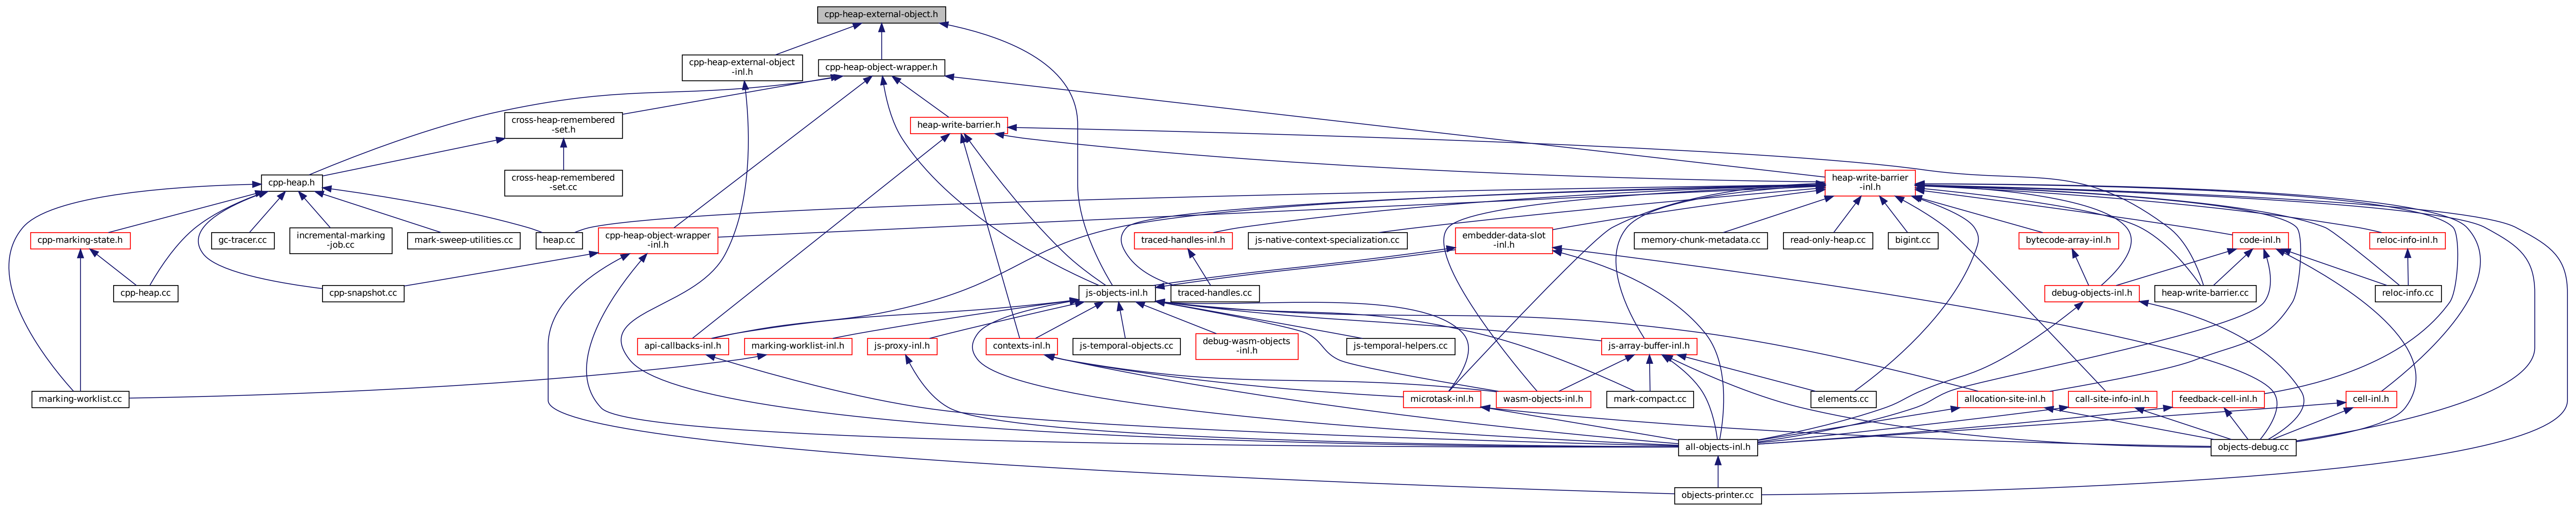 cpp-heap-external-object.h
cpp-heap-external-object
-inl.h
cpp-heap-object-wrapper.h
cross-heap-remembered
-set.h
heap-write-barrier.h
cpp-heap.h
cross-heap-remembered
-set.cc
heap-write-barrier
-inl.h
cpp-marking-state.h
gc-tracer.cc
incremental-marking
-job.cc
mark-sweep-utilities.cc
heap.cc
cpp-heap-object-wrapper
-inl.h
traced-handles-inl.h
js-native-context-specialization.cc
embedder-data-slot
-inl.h
memory-chunk-metadata.cc
read-only-heap.cc
bigint.cc
bytecode-array-inl.h
code-inl.h
reloc-info-inl.h
cpp-heap.cc
cpp-snapshot.cc
js-objects-inl.h
traced-handles.cc
debug-objects-inl.h
heap-write-barrier.cc
reloc-info.cc
api-callbacks-inl.h
marking-worklist-inl.h
js-proxy-inl.h
contexts-inl.h
js-temporal-objects.cc
debug-wasm-objects
-inl.h
js-temporal-helpers.cc
js-array-buffer-inl.h
marking-worklist.cc
microtask-inl.h
wasm-objects-inl.h
mark-compact.cc
elements.cc
allocation-site-inl.h
call-site-info-inl.h
feedback-cell-inl.h
cell-inl.h
all-objects-inl.h
objects-debug.cc
objects-printer.cc